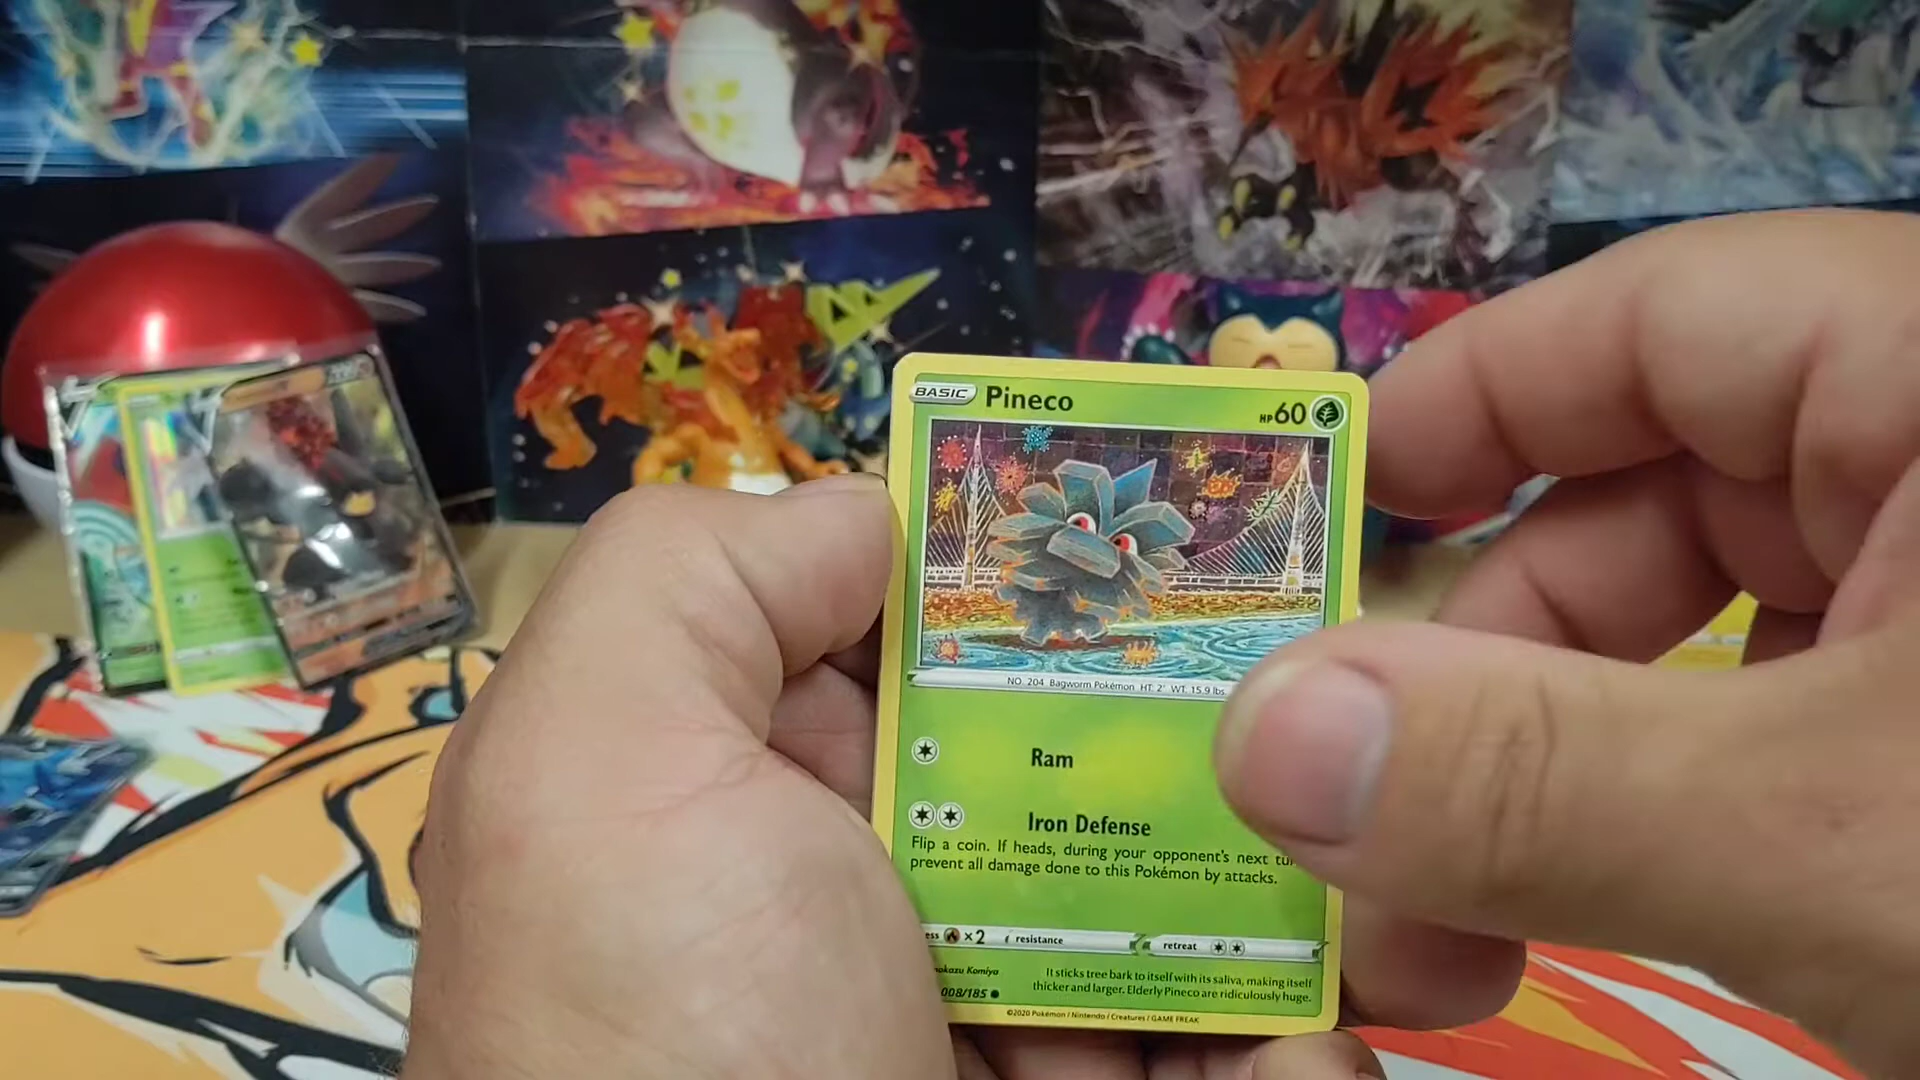 BASIC Pineco HP60
NO. 204 Bagworm Pokémon HT. 2' WT. 15.9 lbs.
Ram
Iron Defense
Flip a coin. If heads, during your opponent's next
prevent all damage done to this Pokémon by attacks.
×2 resistance retreat
Komiya
It sticks tree bark to itself with its saliva, making itself
thicker and larger. Elderly Pineco are ridiculously huge.
008/185
©2020 Pokémon / Nintendo / Creatures / GAME FREAK